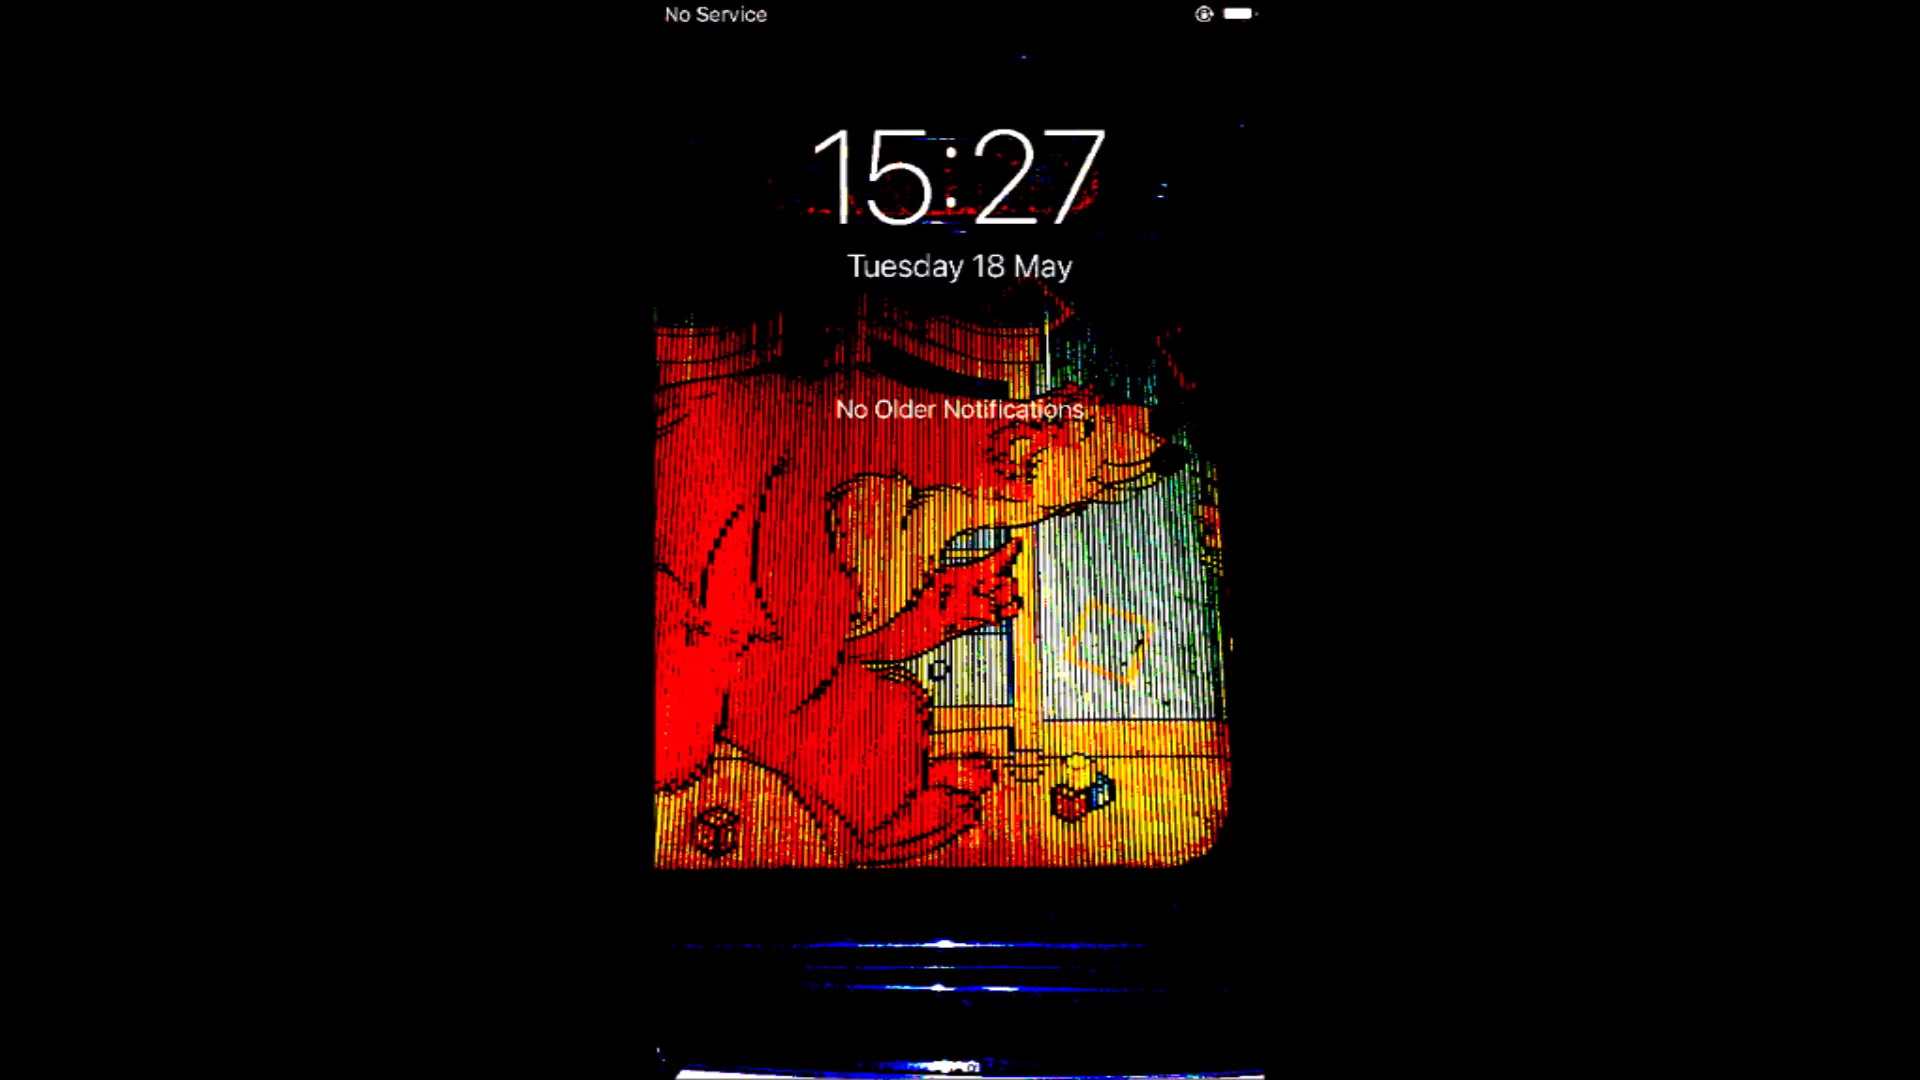 No Service
15:27
Tuesday 18 May
No Older Notifications